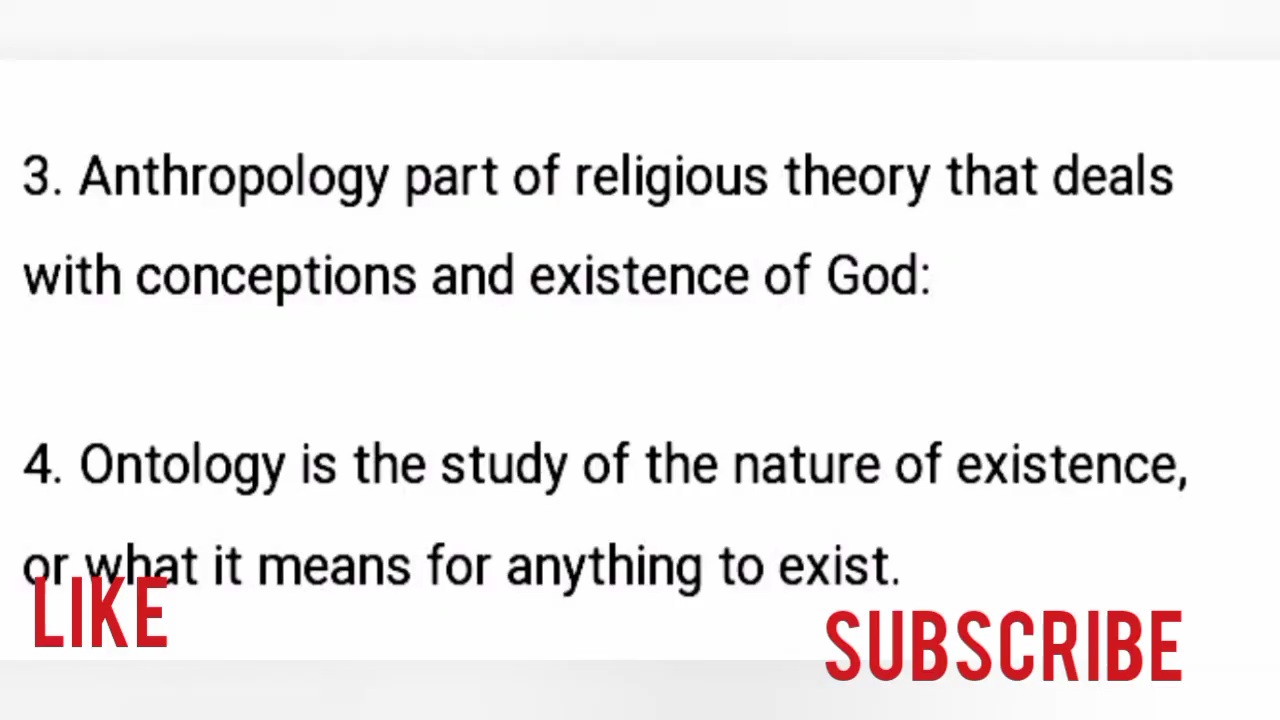 3. Anthropology part of religious theory that deals
with conceptions and existence of God:
4. Ontology is the study of the nature of existence,
or what it means for anything to exist.
LIKE
SUBSCRIBE